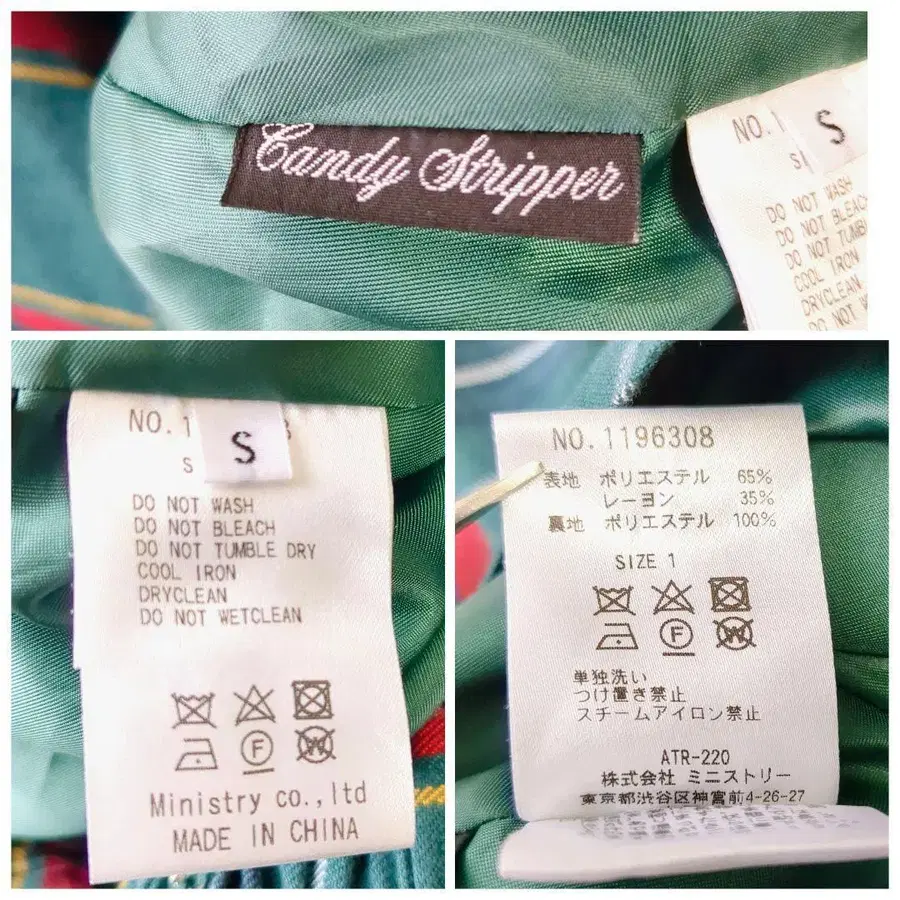 Candy Stripper
NO.1
S
S
DO NOT WASH
DO NOT BLEAC
DO NOT TUMB
COOL IRON
DRYCLEAN
DO NOT W
NO.1
S
S
DO NOT WASH
DO NOT BLEACH
DO NOT TUMBLE DRY
COOL IRON
DRYCLEAN
DO NOT WETCLEAN
F
W
Ministry co.,ltd
MADE IN CHINA
NO.1196308
表地 ポリエステル 65%
レーヨン 35%
裏地 ポリエステル 100%
SIZE 1
F
W
単独洗い
つけ置き禁止
スチームアイロン禁止
ATR-220
株式会社 ミニストリー
東京都渋谷区神宮前4-26-27